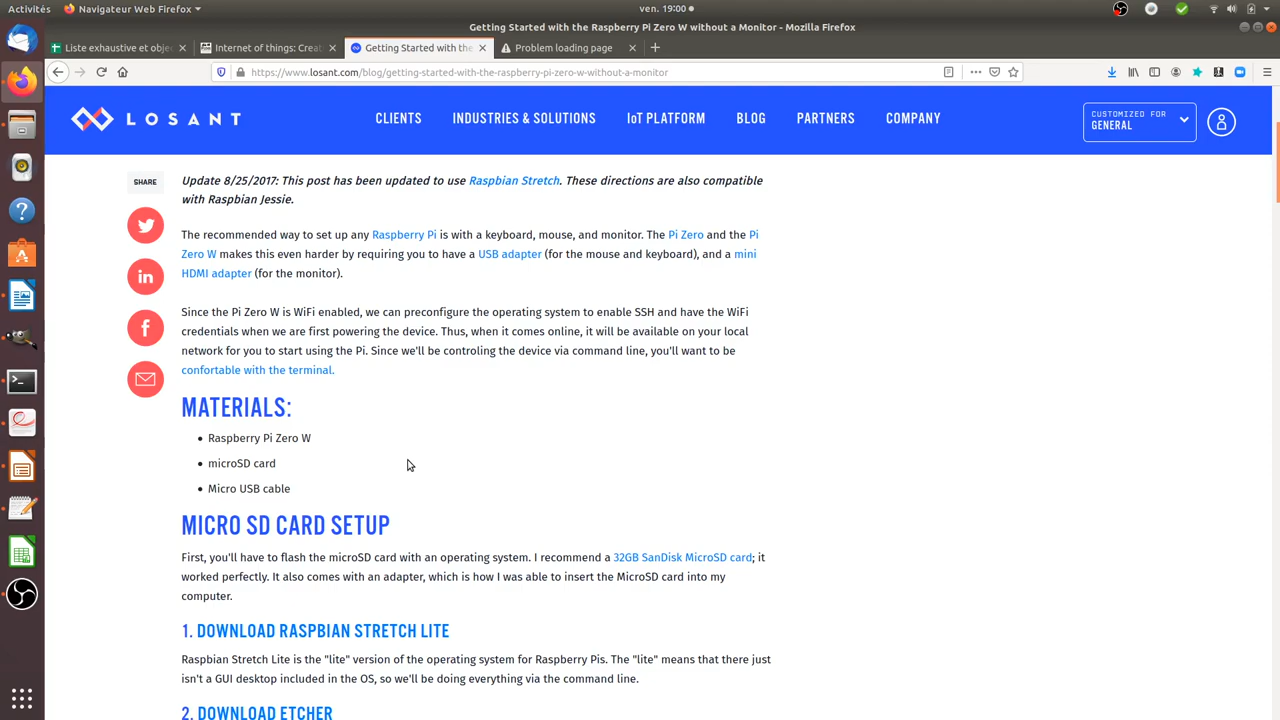 Activités
Navigateur Web Firefox
ven. 19:00
Getting Started with the Raspberry Pi Zero W without a Monitor - Mozilla Firefox
Liste exhaustive et obje
Internet of things: Creat
Getting Started with the
Problem loading page
https://www.losant.com/blog/getting-started-with-the-raspberry-pi-zero-w-without-a-monitor
LOSANT
CLIENTS
INDUSTRIES & SOLUTIONS
IoT PLATFORM
BLOG
PARTNERS
COMPANY
CUSTOMIZED FOR
GENERAL
SHARE
Update 8/25/2017: This post has been updated to use Raspbian Stretch. These directions are also compatible
with Raspbian Jessie.
The recommended way to set up any Raspberry Pi is with a keyboard, mouse, and monitor. The Pi Zero and the Pi
Zero W makes this even harder by requiring you to have a USB adapter (for the mouse and keyboard), and a mini
HDMI adapter (for the monitor).
Since the Pi Zero W is WiFi enabled, we can preconfigure the operating system to enable SSH and have the WiFi
credentials when we are first powering the device. Thus, when it comes online, it will be available on your local
network for you to start using the Pi. Since we'll be controling the device via command line, you'll want to be
confortable with the terminal.
MATERIALS:
• Raspberry Pi Zero W
• microSD card
• Micro USB cable
MICRO SD CARD SETUP
First, you'll have to flash the microSD card with an operating system. I recommend a 32GB SanDisk MicroSD card; it
worked perfectly. It also comes with an adapter, which is how I was able to insert the MicroSD card into my
computer.
1. DOWNLOAD RASPBIAN STRETCH LITE
Raspbian Stretch Lite is the "lite" version of the operating system for Raspberry Pis. The "lite" means that there just
isn't a GUI desktop included in the OS, so we'll be doing everything via the command line.
2. DOWNLOAD ETCHER